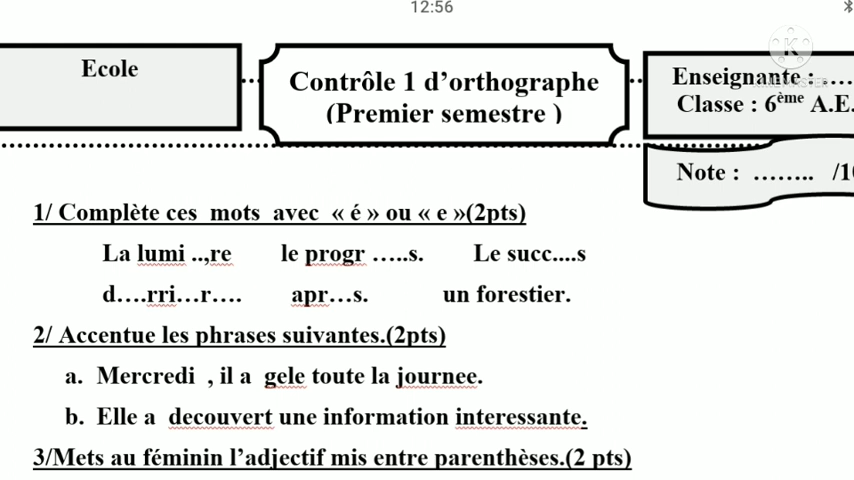 12:56
Ecole
Contrôle 1 d’orthographe
(Premier semestre )
Enseignante : ….
Classe : 6ème A.E.
Note : …….. /1
1/ Complète ces mots avec « é » ou « e »(2pts)
La lumi ..,re le progr …..s. Le succ....s
d….rri…r…. apr…s. un forestier.
2/ Accentue les phrases suivantes.(2pts)
a. Mercredi , il a gele toute la journee.
b. Elle a decouvert une information interessante.
3/Mets au féminin l’adjectif mis entre parenthèses.(2 pts)